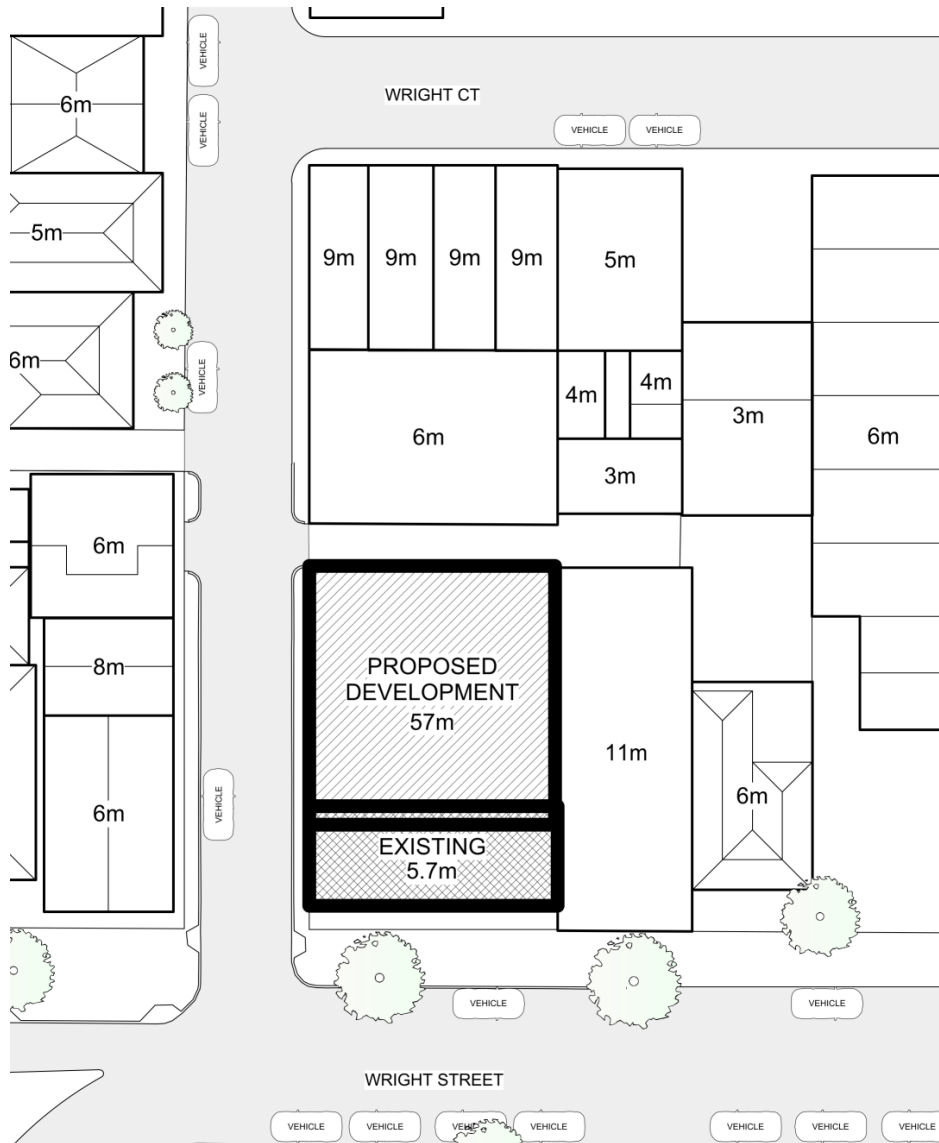 VEHICLE
WRIGHT CT
6m
VEHICLE
VEHICLE
VEHICLE
5m
9m
9m
9m
9m
5m
6m
VEHICLE
4m
4m
6m
3m
6m
3m
6m
PROPOSED
DEVELOPMENT
57m
8m
11m
6m
VEHICLE
6m
EXISTING
5.7m
VEHICLE
VEHICLE
WRIGHT STREET
VEHICLE
VEHICLE
VEHICLE
VEHICLE
VEHICLE
VEHICLE